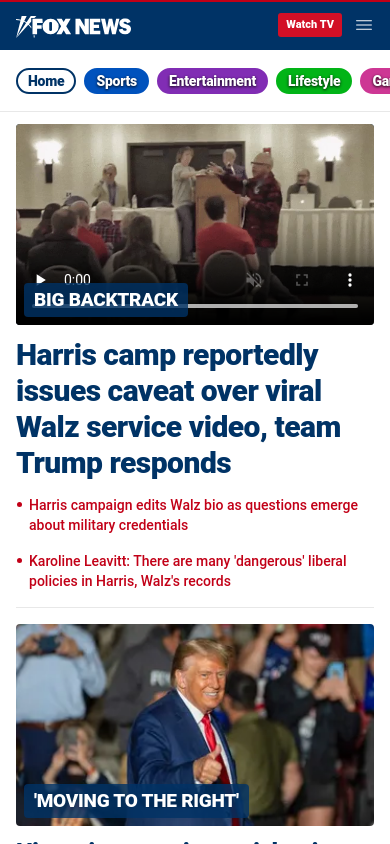 FOX NEWS
Watch TV
Home
Sports
Entertainment
Lifestyle
0:00
BIG BACKTRACK
Harris camp reportedly
issues caveat over viral
Walz service video, team
Trump responds
Harris campaign edits Walz bio as questions emerge
about military credentials
Karoline Leavitt: There are many 'dangerous' liberal
policies in Harris, Walz's records
'MOVING TO THE RIGHT'